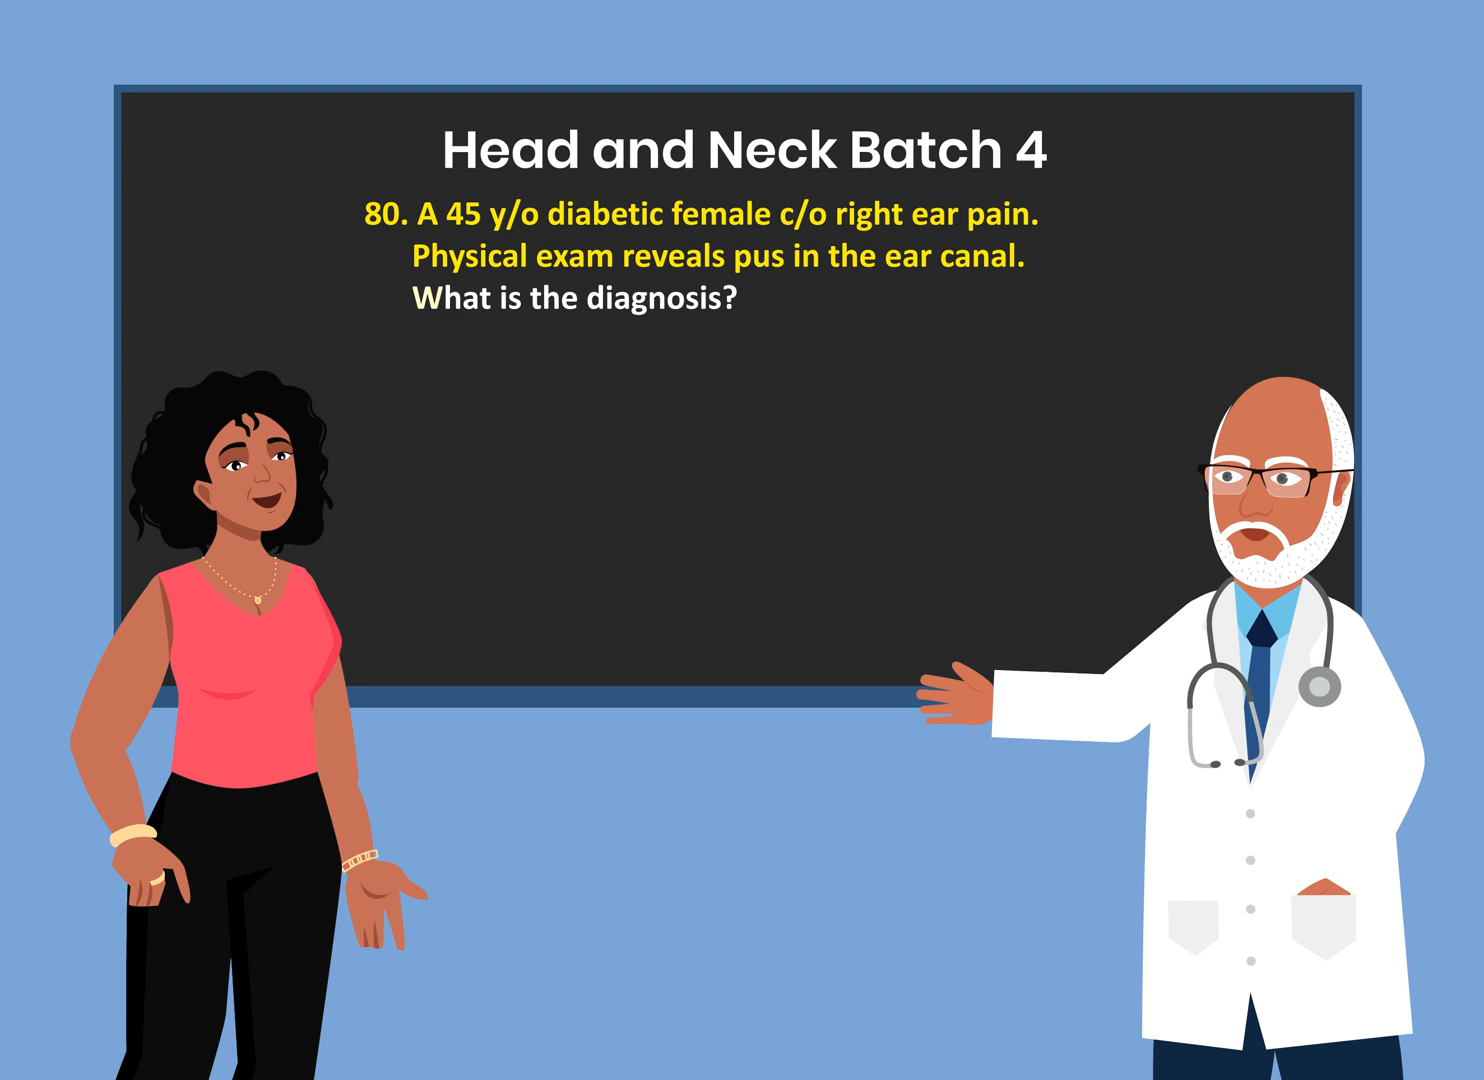 Head and Neck Batch 4
80. A 45 y/o diabetic female c/o right ear pain.
Physical exam reveals pus in the ear canal.
What is the diagnosis?